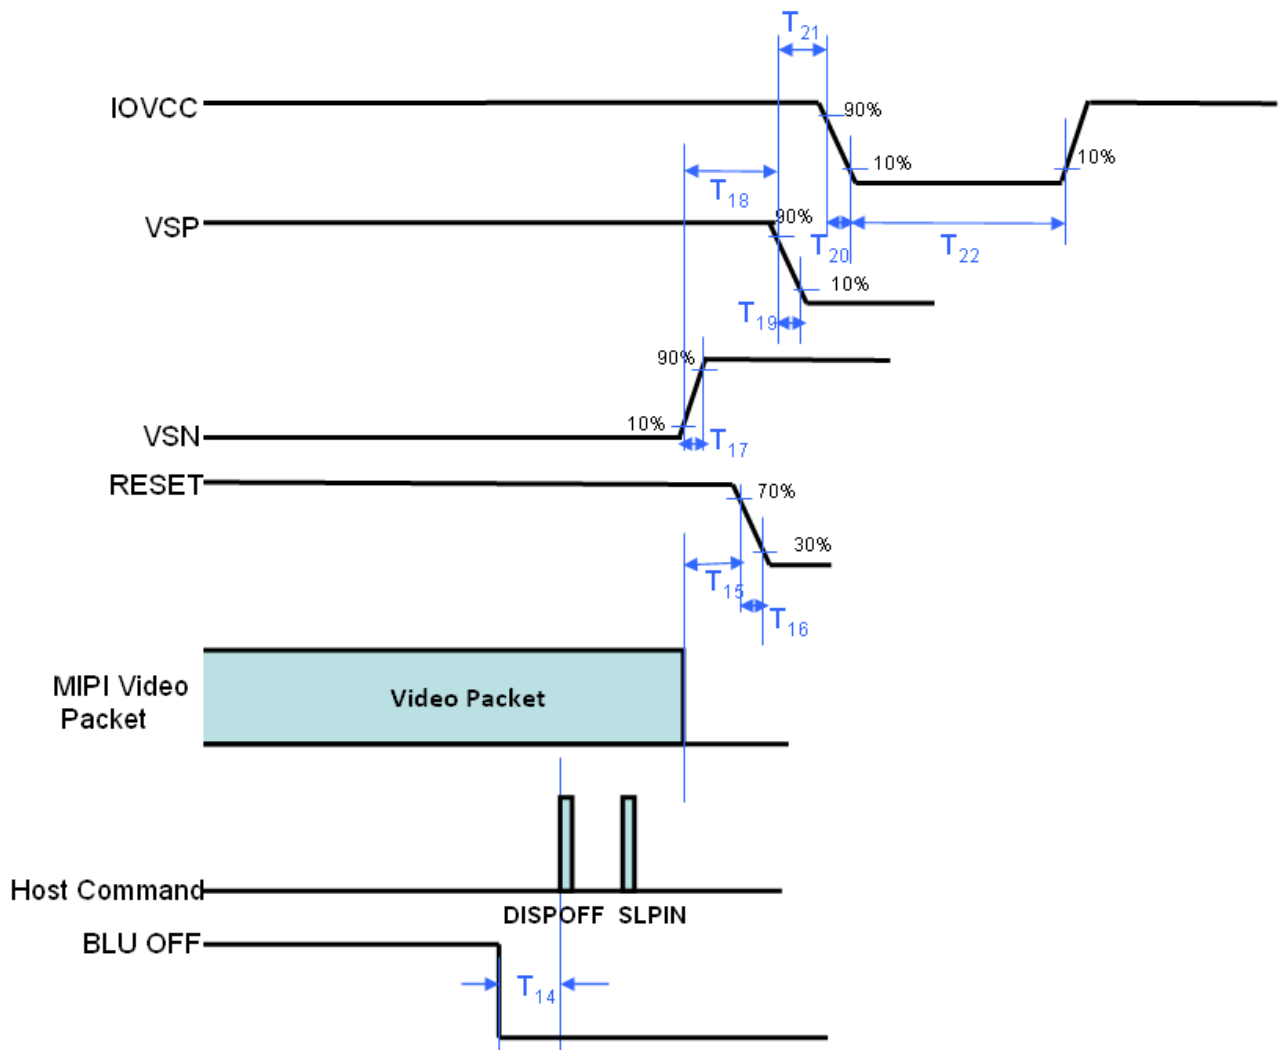 T21
IOVCC
90%
10%
10%
T18
VSP
90%
T20
T22
10%
T19
90%
10%
VSN
T17
RESET
70%
30%
T15
T16
MIPI Video
Packet
Video Packet
Host Command
DISPOFF SLPIN
BLU OFF
T14